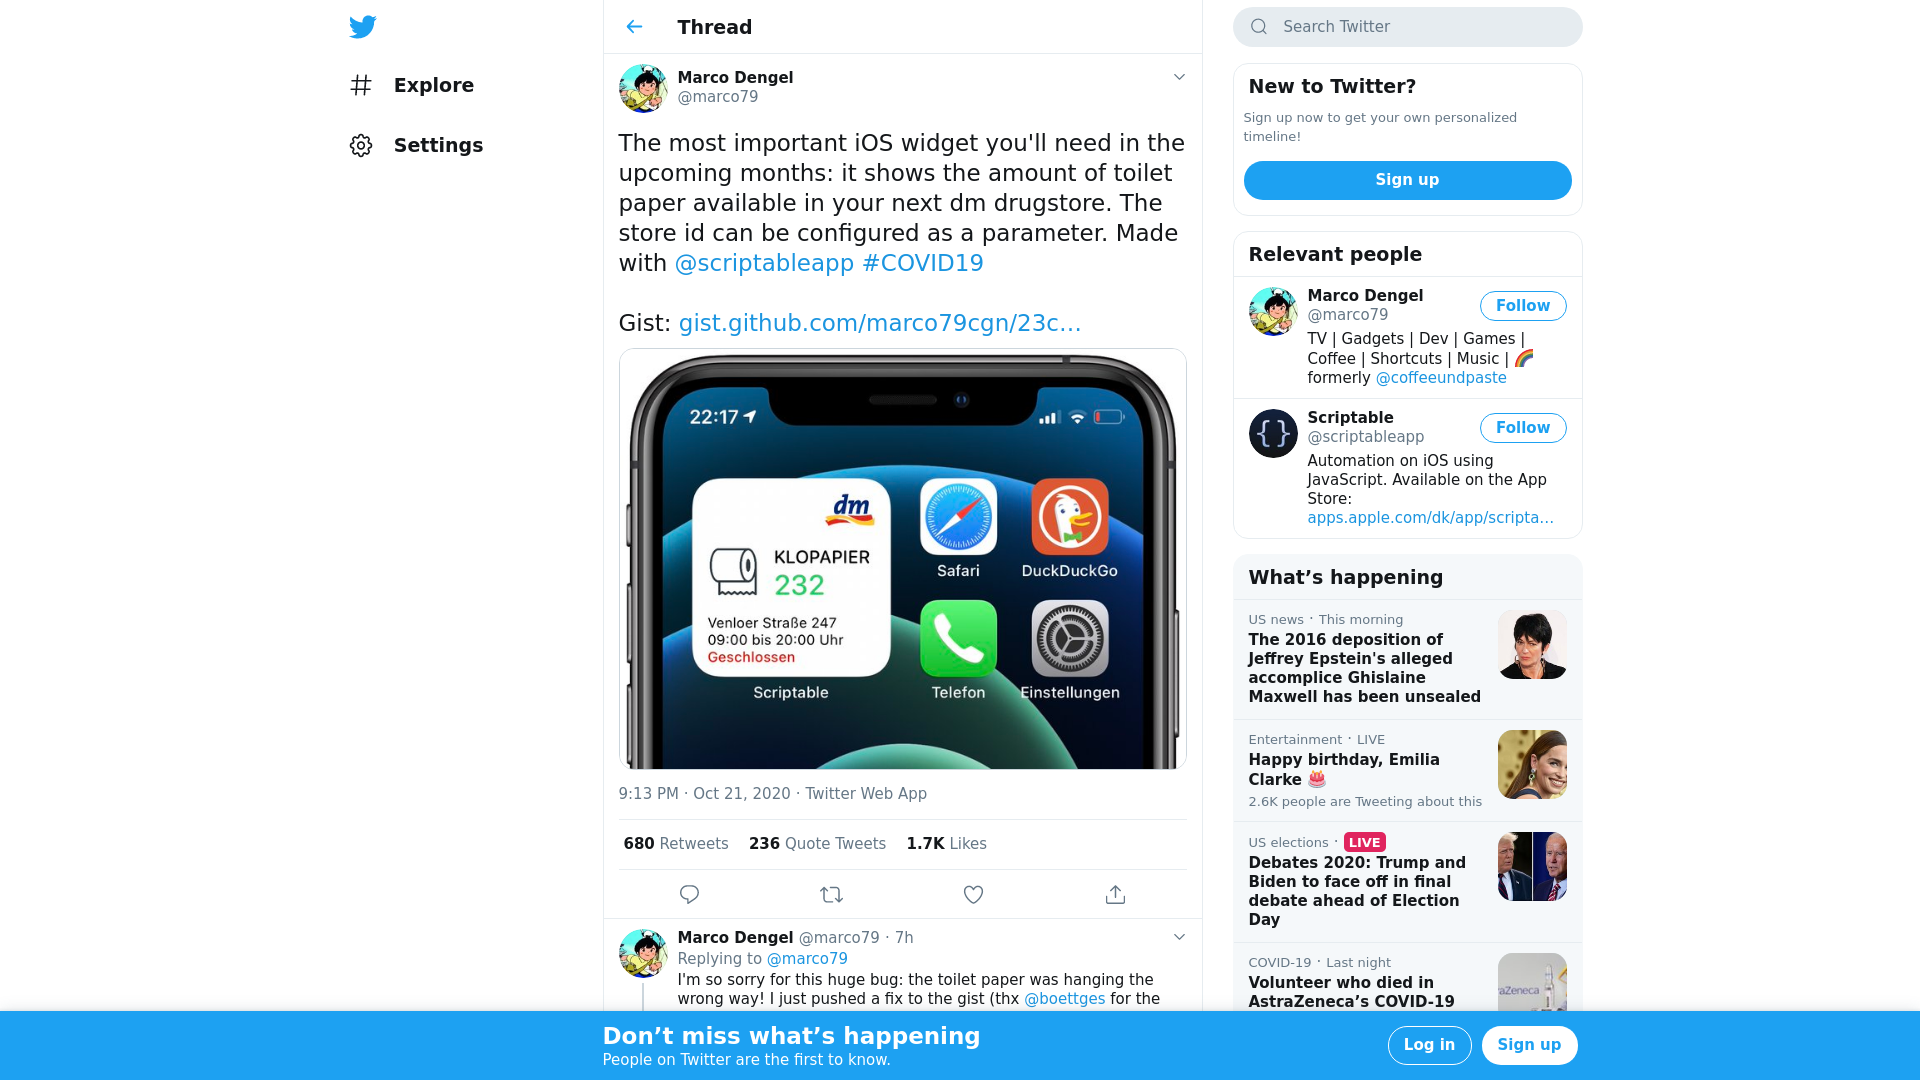 Explore
Settings
Thread
Marco Dengel
@marco79
The most important iOS widget you'll need in the
upcoming months: it shows the amount of toilet
paper available in your next dm drugstore. The
store id can be configured as a parameter. Made
with @scriptableapp #COVID19
Gist: gist.github.com/marco79cgn/23c…
22:17
dm
KLOPAPIER
232
Venloer Straße 247
09:00 bis 20:00 Uhr
Geschlossen
Scriptable
Safari
DuckDuckGo
Telefon
Einstellungen
9:13 PM · Oct 21, 2020 · Twitter Web App
680 Retweets 236 Quote Tweets 1.7K Likes
Marco Dengel @marco79 · 7h
Replying to @marco79
I'm so sorry for this huge bug: the toilet paper was hanging the
wrong way! I just pushed a fix to the gist (thx @boettges for the
Search Twitter
New to Twitter?
Sign up now to get your own personalized
timeline!
Sign up
Relevant people
Marco Dengel
@marco79
Follow
TV | Gadgets | Dev | Games |
Coffee | Shortcuts | Music | 🌈
formerly @coffeeundpaste
Scriptable
@scriptableapp
Follow
Automation on iOS using
JavaScript. Available on the App
Store:
apps.apple.com/dk/app/scripta…
What’s happening
US news · This morning
The 2016 deposition of
Jeffrey Epstein's alleged
accomplice Ghislaine
Maxwell has been unsealed
Entertainment · LIVE
Happy birthday, Emilia
Clarke 🎂
2.6K people are Tweeting about this
US elections · LIVE
Debates 2020: Trump and
Biden to face off in final
debate ahead of Election
Day
COVID-19 · Last night
Volunteer who died in
AstraZeneca’s COVID-19
raZeneca
Don’t miss what’s happening
People on Twitter are the first to know.
Log in
Sign up